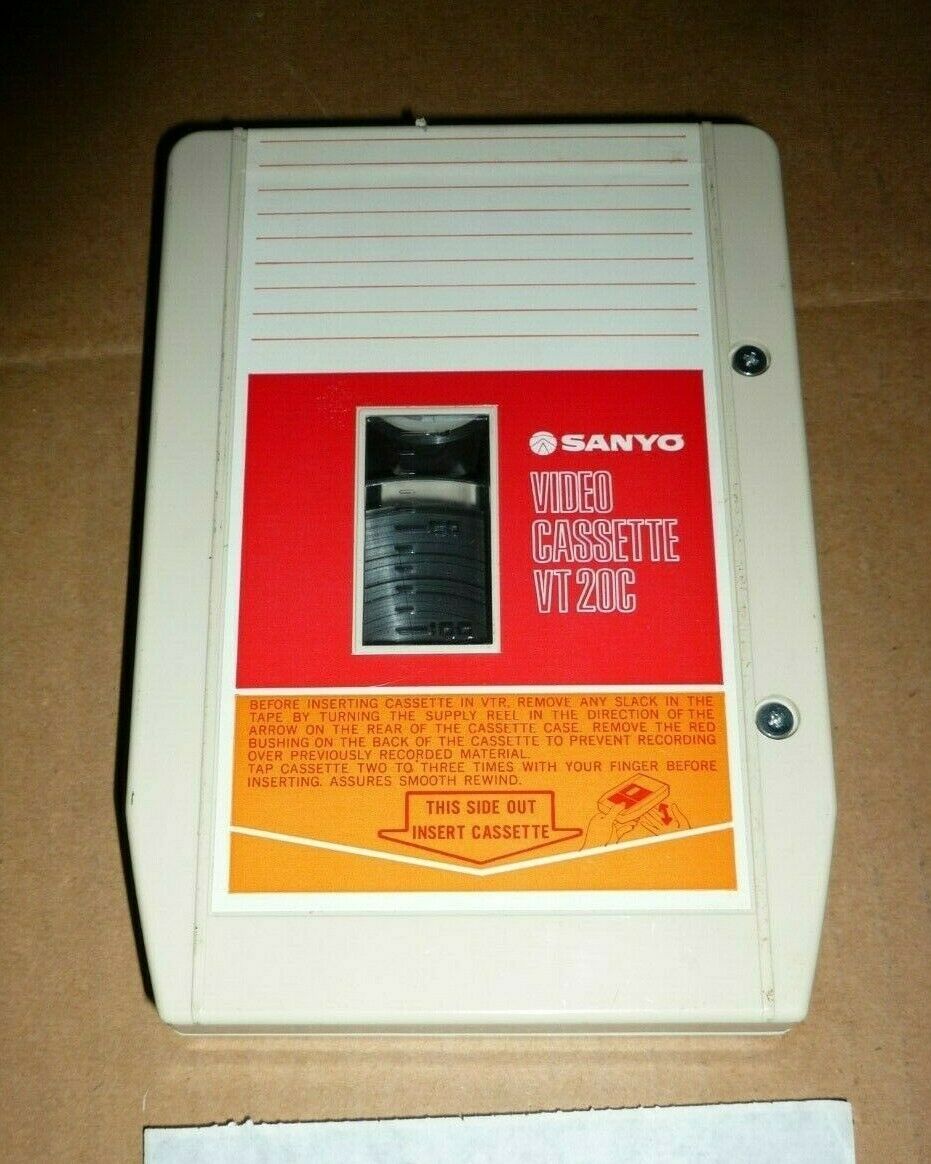 SANYO
VIDEO
CASSETTE
VT 20C
100
BEFORE INSERTING CASSETTE IN VTR, REMOVE ANY SLACK IN THE
TAPE BY TURNING THE SUPPLY REEL IN THE DIRECTION OF THE
ARROW ON THE REAR OF THE CASSETTE CASE. REMOVE THE RED
BUSHING ON THE BACK OF THE CASSETTE TO PREVENT RECORDING
OVER PREVIOUSLY RECORDED MATERIAL.
TAP CASSETTE TWO TO THREE TIMES WITH YOUR FINGER BEFORE
INSERTING. ASSURES SMOOTH REWIND.
THIS SIDE OUT
INSERT CASSETTE